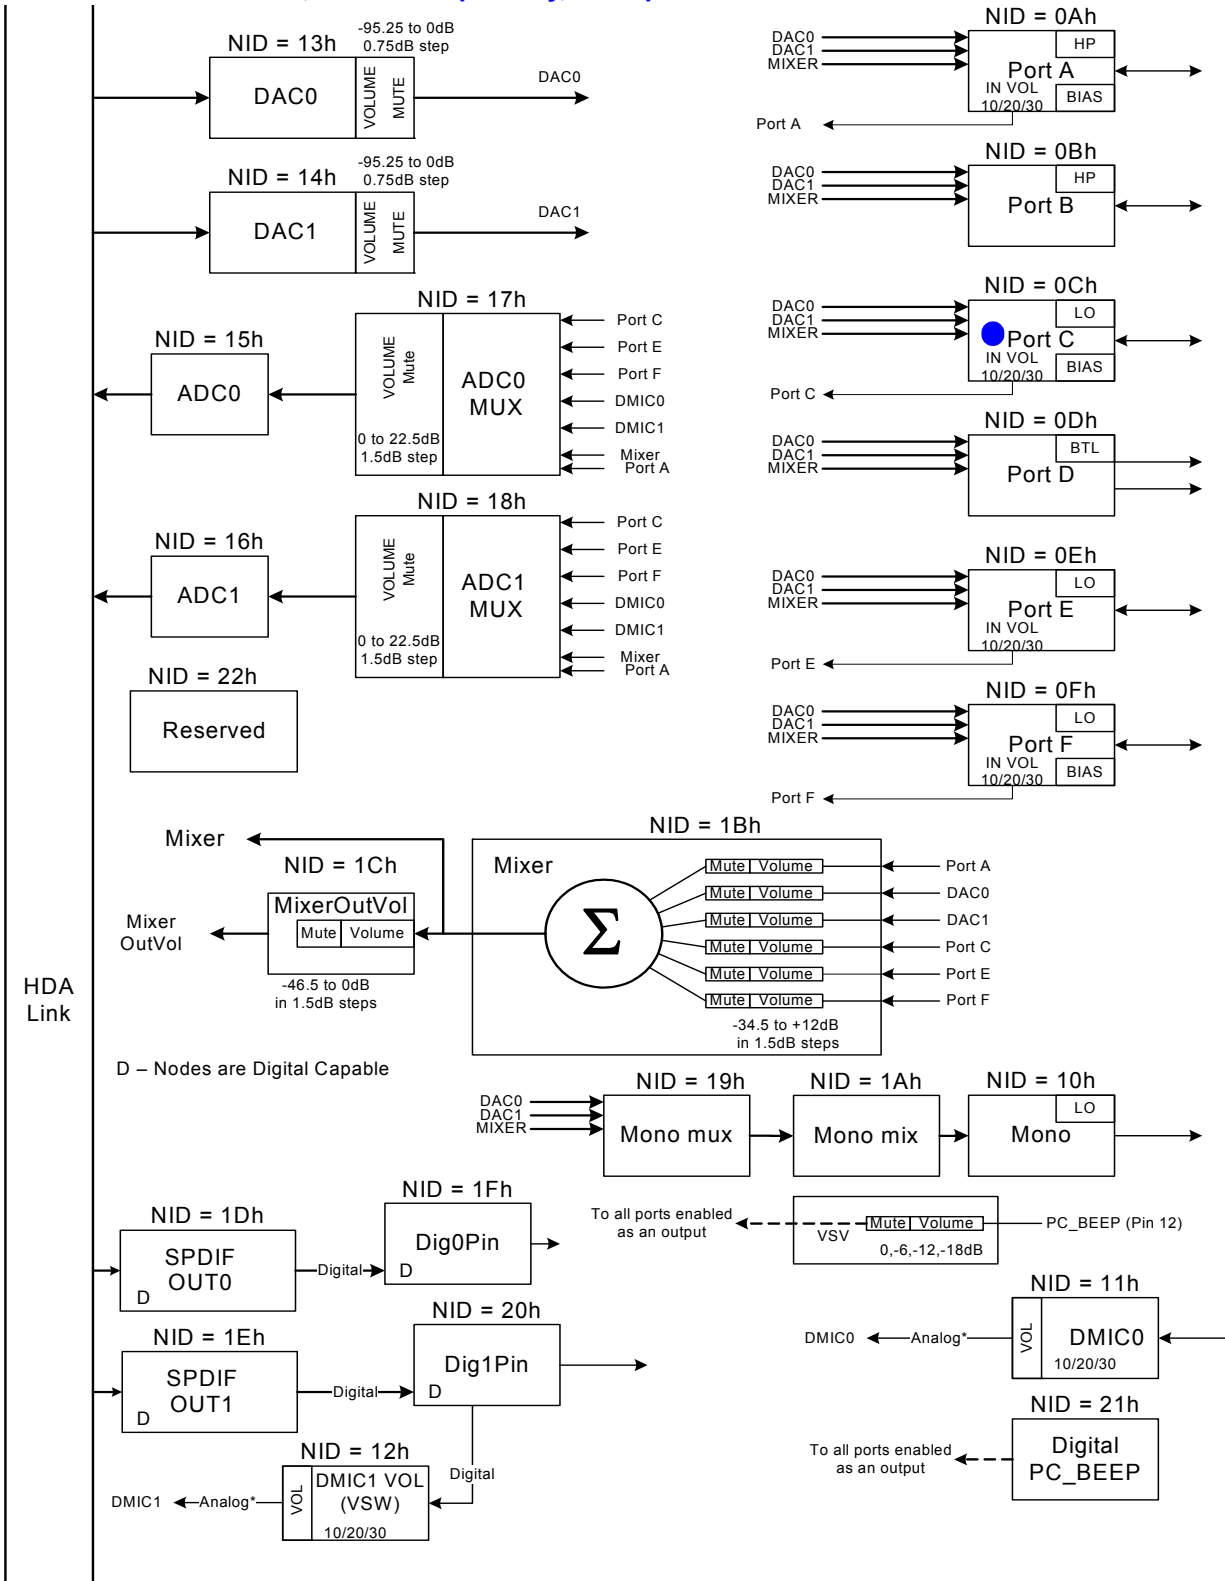 NID = 13h
-95.25 to 0dB
0.75dB step
DAC0
VOLUME
MUTE
DAC0
NID = 14h
-95.25 to 0dB
0.75dB step
DAC1
VOLUME
MUTE
DAC1
NID = 17h
NID = 15h
ADC0
VOLUME
Mute
0 to 22.5dB
1.5dB step
ADC0
MUX
Port C
Port E
Port F
DMIC0
DMIC1
Mixer
Port A
NID = 18h
NID = 16h
ADC1
VOLUME
Mute
0 to 22.5dB
1.5dB step
ADC1
MUX
Port C
Port E
Port F
DMIC0
DMIC1
Mixer
Port A
NID = 22h
Reserved
NID = 0Ah
DAC0
DAC1
MIXER
HP
Port A
IN VOL
10/20/30
BIAS
Port A
NID = 0Bh
DAC0
DAC1
MIXER
HP
Port B
NID = 0Ch
DAC0
DAC1
MIXER
LO
Port C
IN VOL
10/20/30
BIAS
Port C
NID = 0Dh
DAC0
DAC1
MIXER
BTL
Port D
NID = 0Eh
DAC0
DAC1
MIXER
LO
Port E
IN VOL
10/20/30
Port E
NID = 0Fh
DAC0
DAC1
MIXER
LO
Port F
IN VOL
10/20/30
BIAS
Port F
NID = 1Bh
Mixer
Mixer
Σ
Mute Volume
Port A
Mute Volume
DAC0
Mute Volume
DAC1
Mute Volume
Port C
Mute Volume
Port E
Mute Volume
Port F
-34.5 to +12dB
in 1.5dB steps
NID = 1Ch
MixerOutVol
Mute Volume
Mixer
OutVol
-46.5 to 0dB
in 1.5dB steps
HDA
Link
D – Nodes are Digital Capable
NID = 19h
DAC0
DAC1
MIXER
Mono mux
NID = 1Ah
Mono mix
NID = 10h
LO
Mono
To all ports enabled
as an output
VSV
Mute Volume
0,-6,-12,-18dB
PC_BEEP (Pin 12)
NID = 1Fh
NID = 1Dh
SPDIF
OUT0
D
Digital
Dig0Pin
D
NID = 20h
NID = 1Eh
SPDIF
OUT1
D
Digital
Dig1Pin
D
NID = 12h
Digital
DMIC1
Analog*
VOL
DMIC1 VOL
(VSW)
10/20/30
NID = 11h
DMIC0
Analog*
VOL
DMIC0
10/20/30
NID = 21h
To all ports enabled
as an output
Digital
PC_BEEP